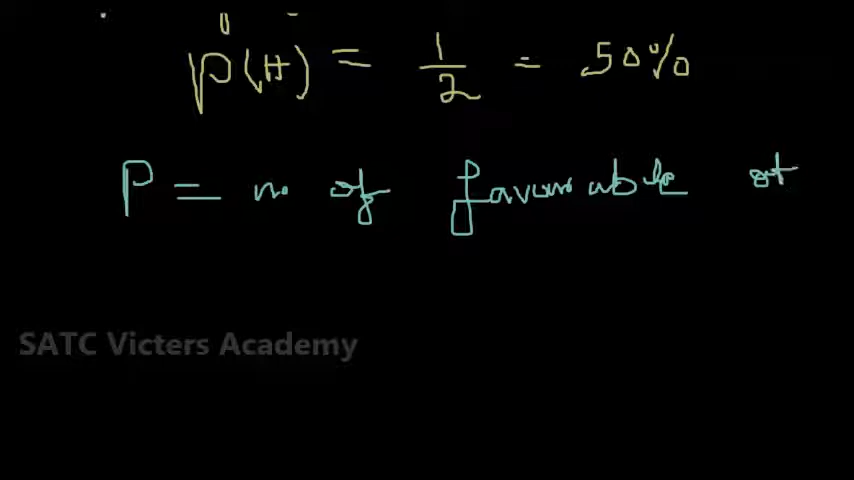 P(H) = 1/2 = 50%
P = no of favourable
SATC Victers Academy